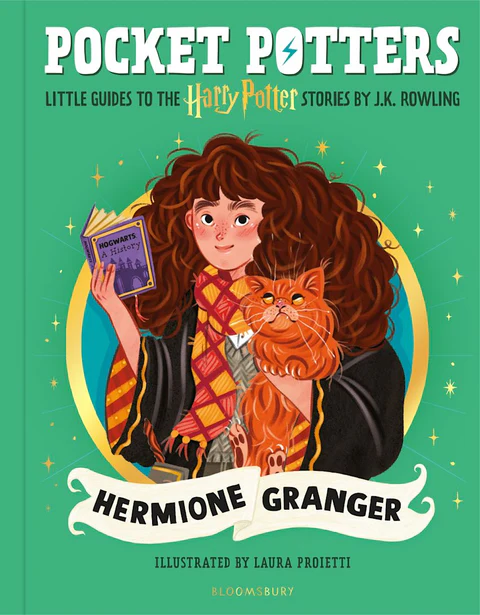 POCKET POTTERS
LITTLE GUIDES TO THE Harry Potter STORIES BY J.K. ROWLING
HOGWARTS,
A History
HERMIONE GRANGER
ILLUSTRATED BY LAURA PROIETTI
BLOOMSBURY